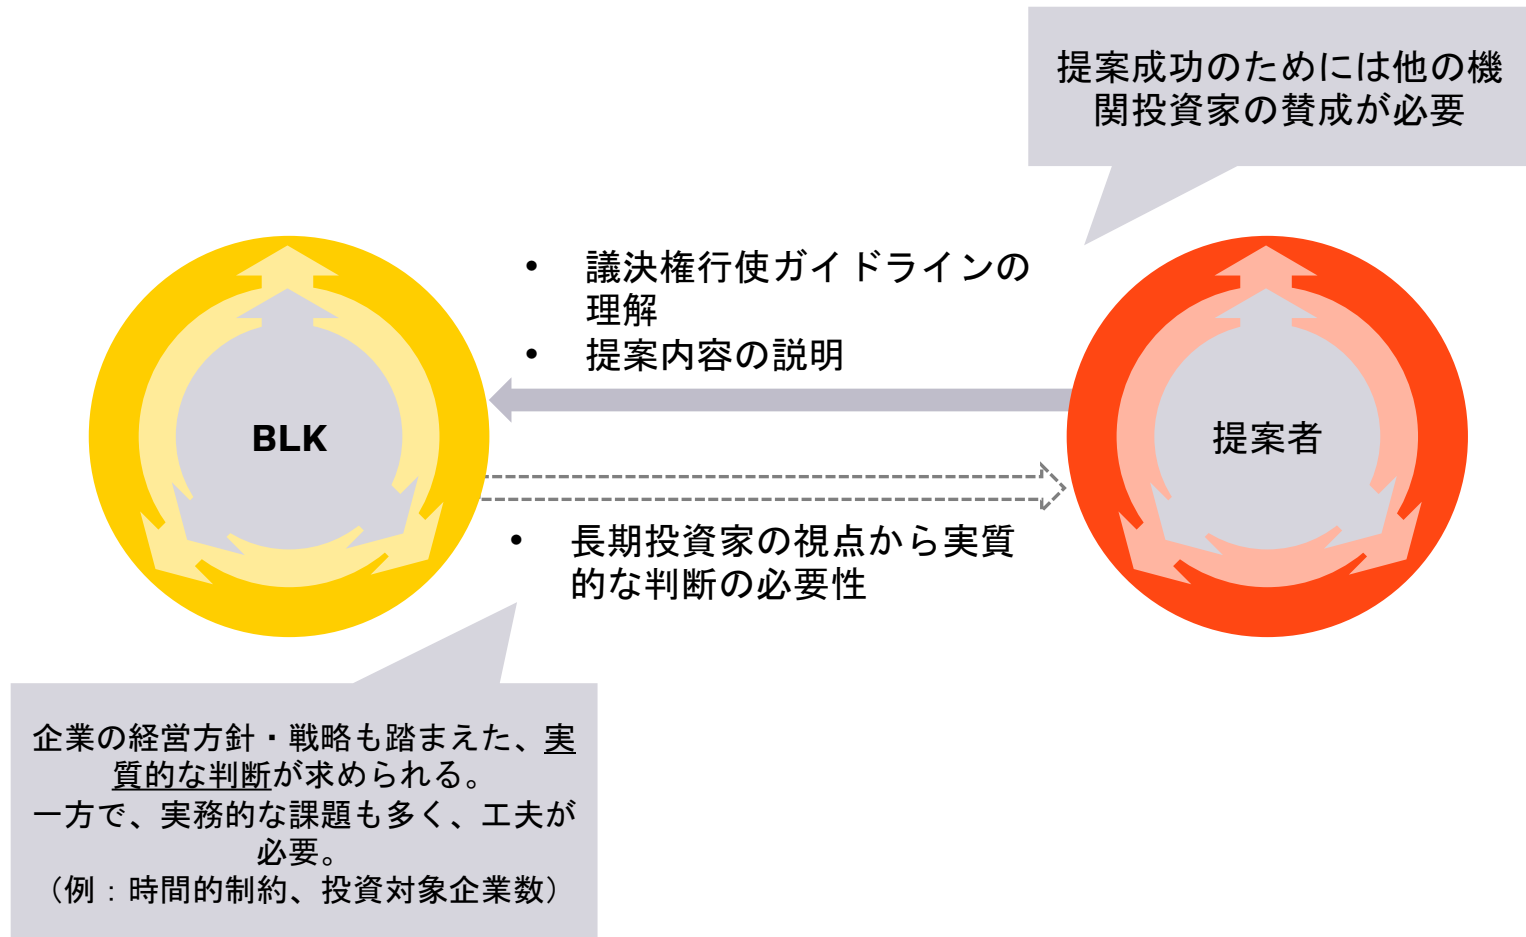 提案成功のためには他の機
関投資家の賛成が必要
• 議決権行使ガイドラインの
理解
• 提案内容の説明
BLK
提案者
• 長期投資家の視点から実質
的な判断の必要性
企業の経営方針・戦略も踏まえた、実
質的な判断が求められる。
一方で、実務的な課題も多く、工夫が
必要。
（例：時間的制約、投資対象企業数）